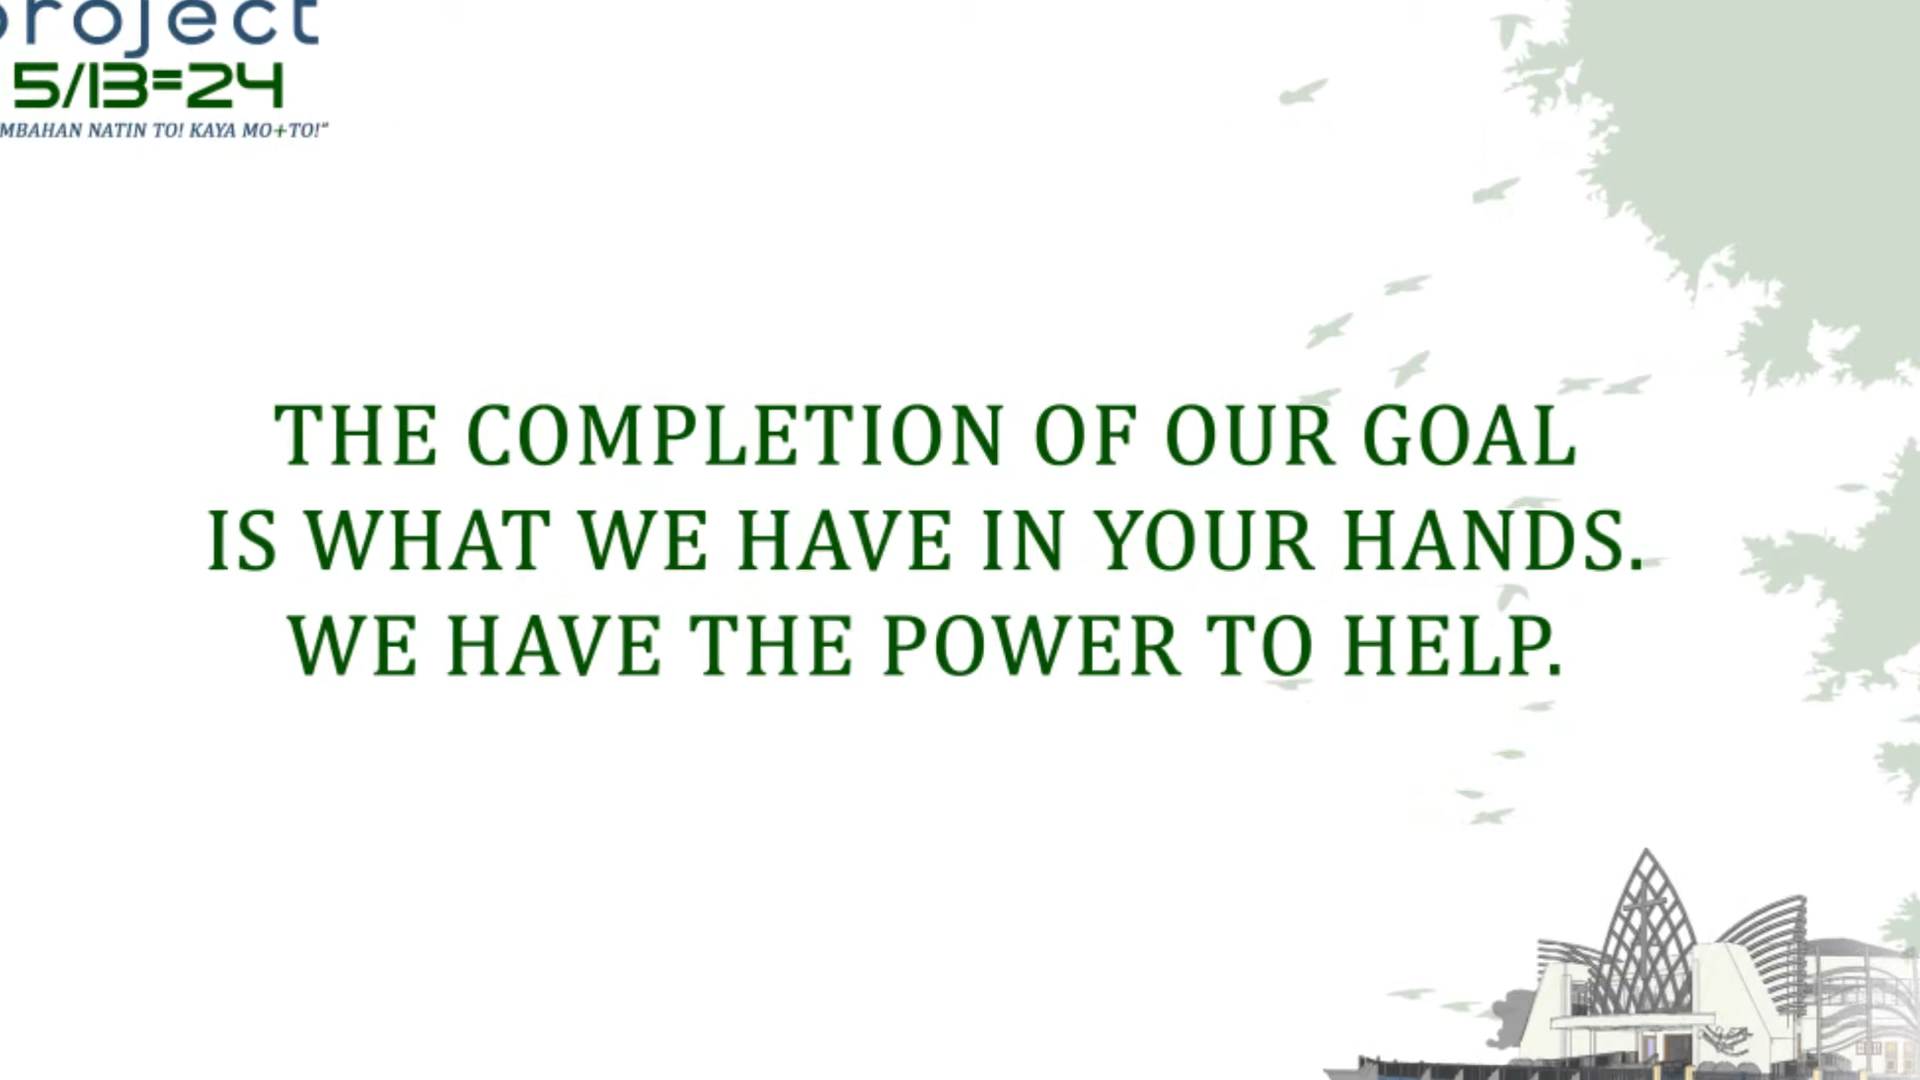 project
5/13=24
MBAHAN NATIN TO! KAYA MO+TO!"
THE COMPLETION OF OUR GOAL
IS WHAT WE HAVE IN YOUR HANDS.
WE HAVE THE POWER TO HELP.